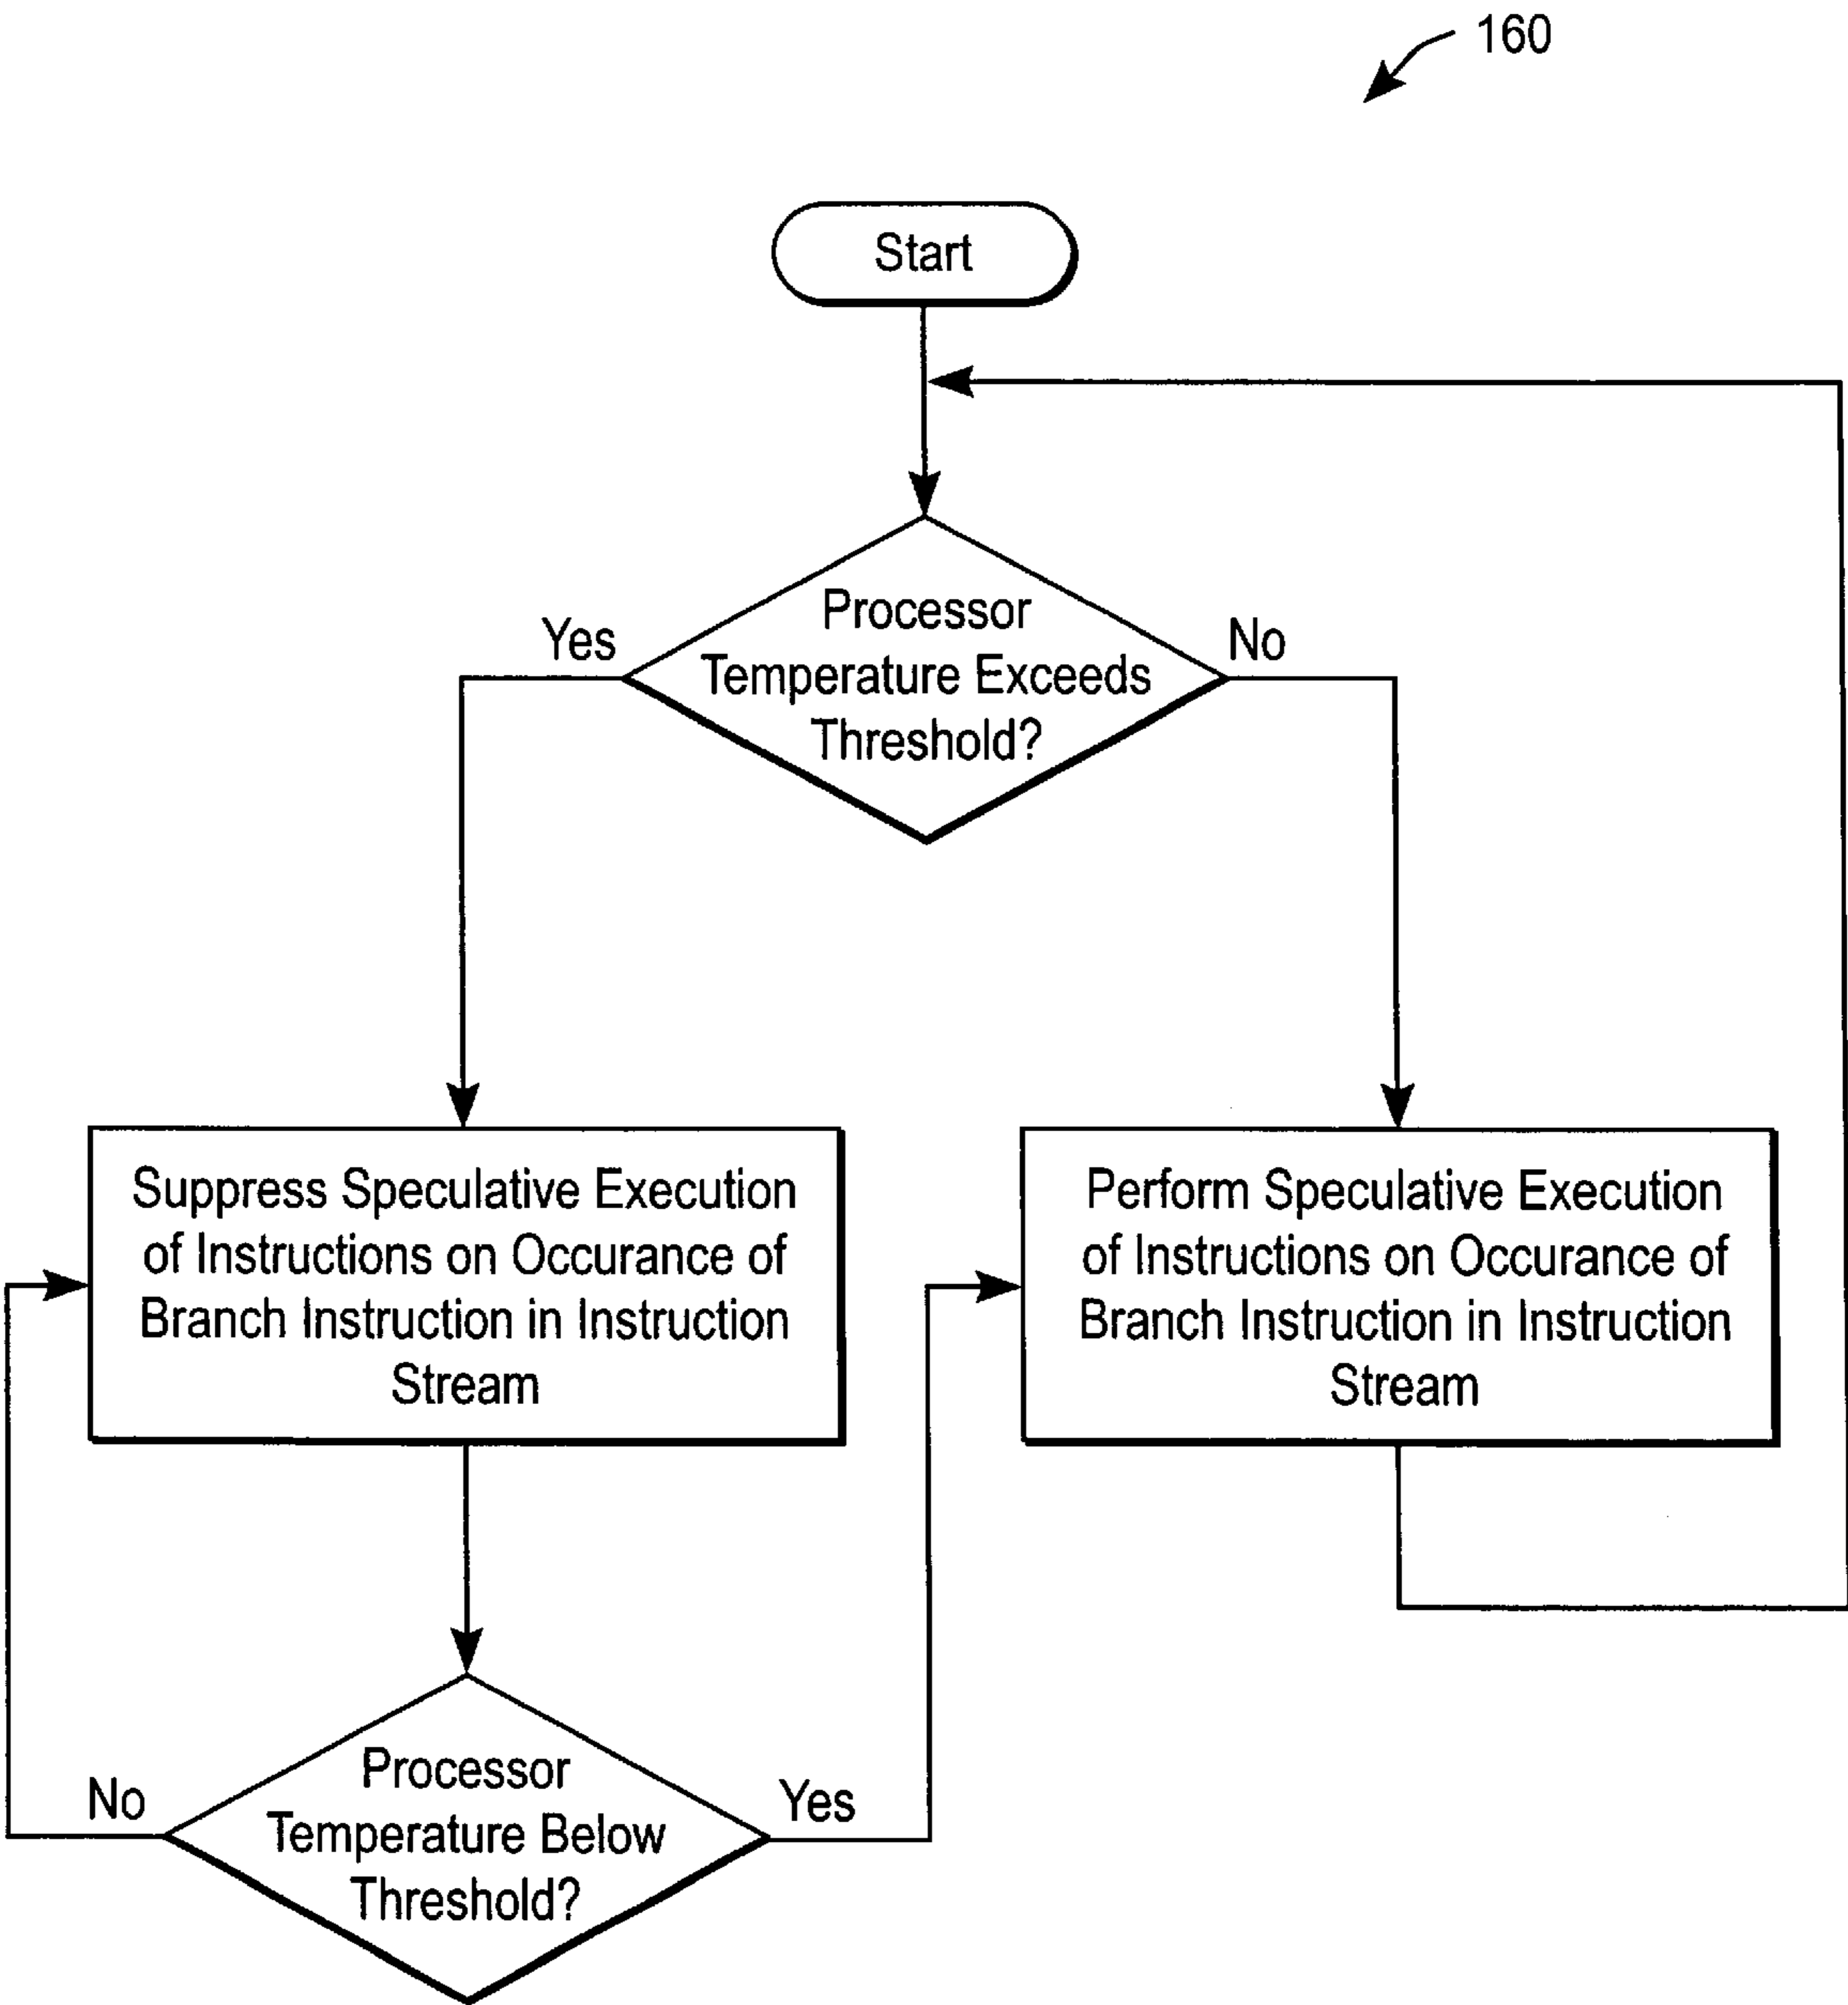 160
Start
Processor
Temperature Exceeds
Threshold?
Yes
No
Suppress Speculative Execution
of Instructions on Occurance of
Branch Instruction in Instruction
Stream
Perform Speculative Execution
of Instructions on Occurance of
Branch Instruction in Instruction
Stream
Processor
Temperature Below
Threshold?
No
Yes